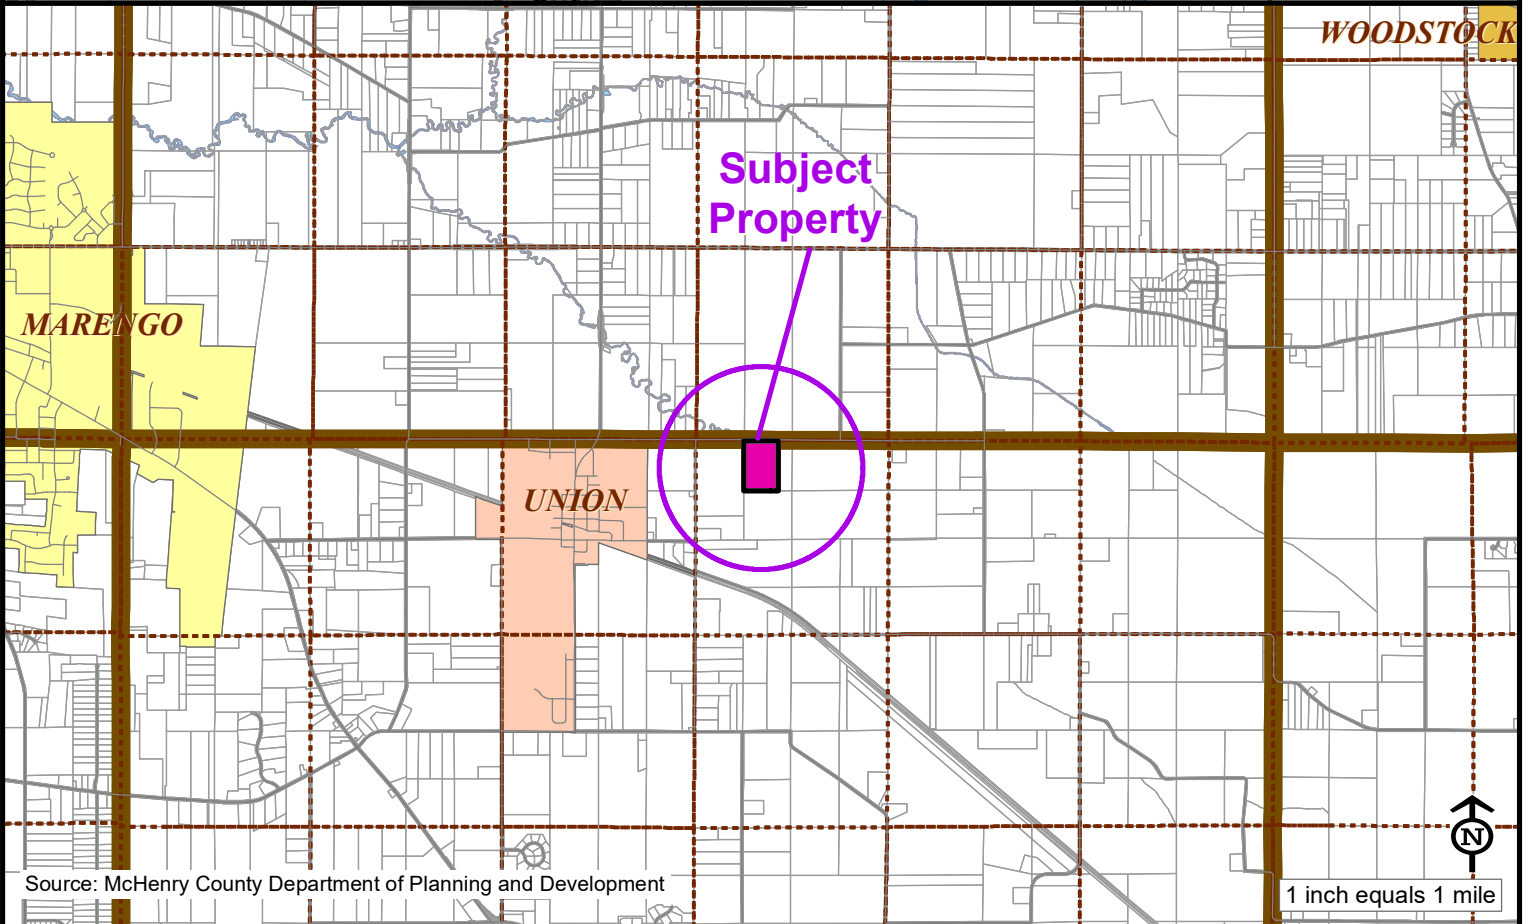 WOODSTOCK
Subject
Property
MARENGO
UNION
N
Source: McHenry County Department of Planning and Development
1 inch equals 1 mile